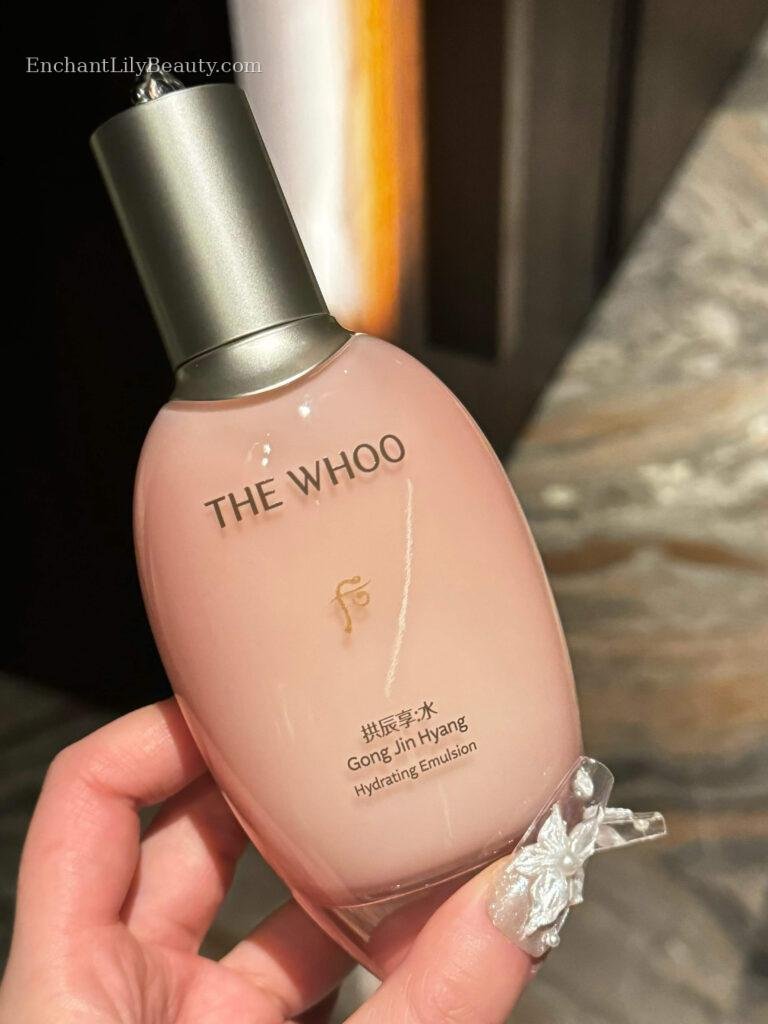 EnchantLilyBeauty.com
THE WHOO
拱辰享:水
Gong Jin Hyang
Hydrating Emulsion